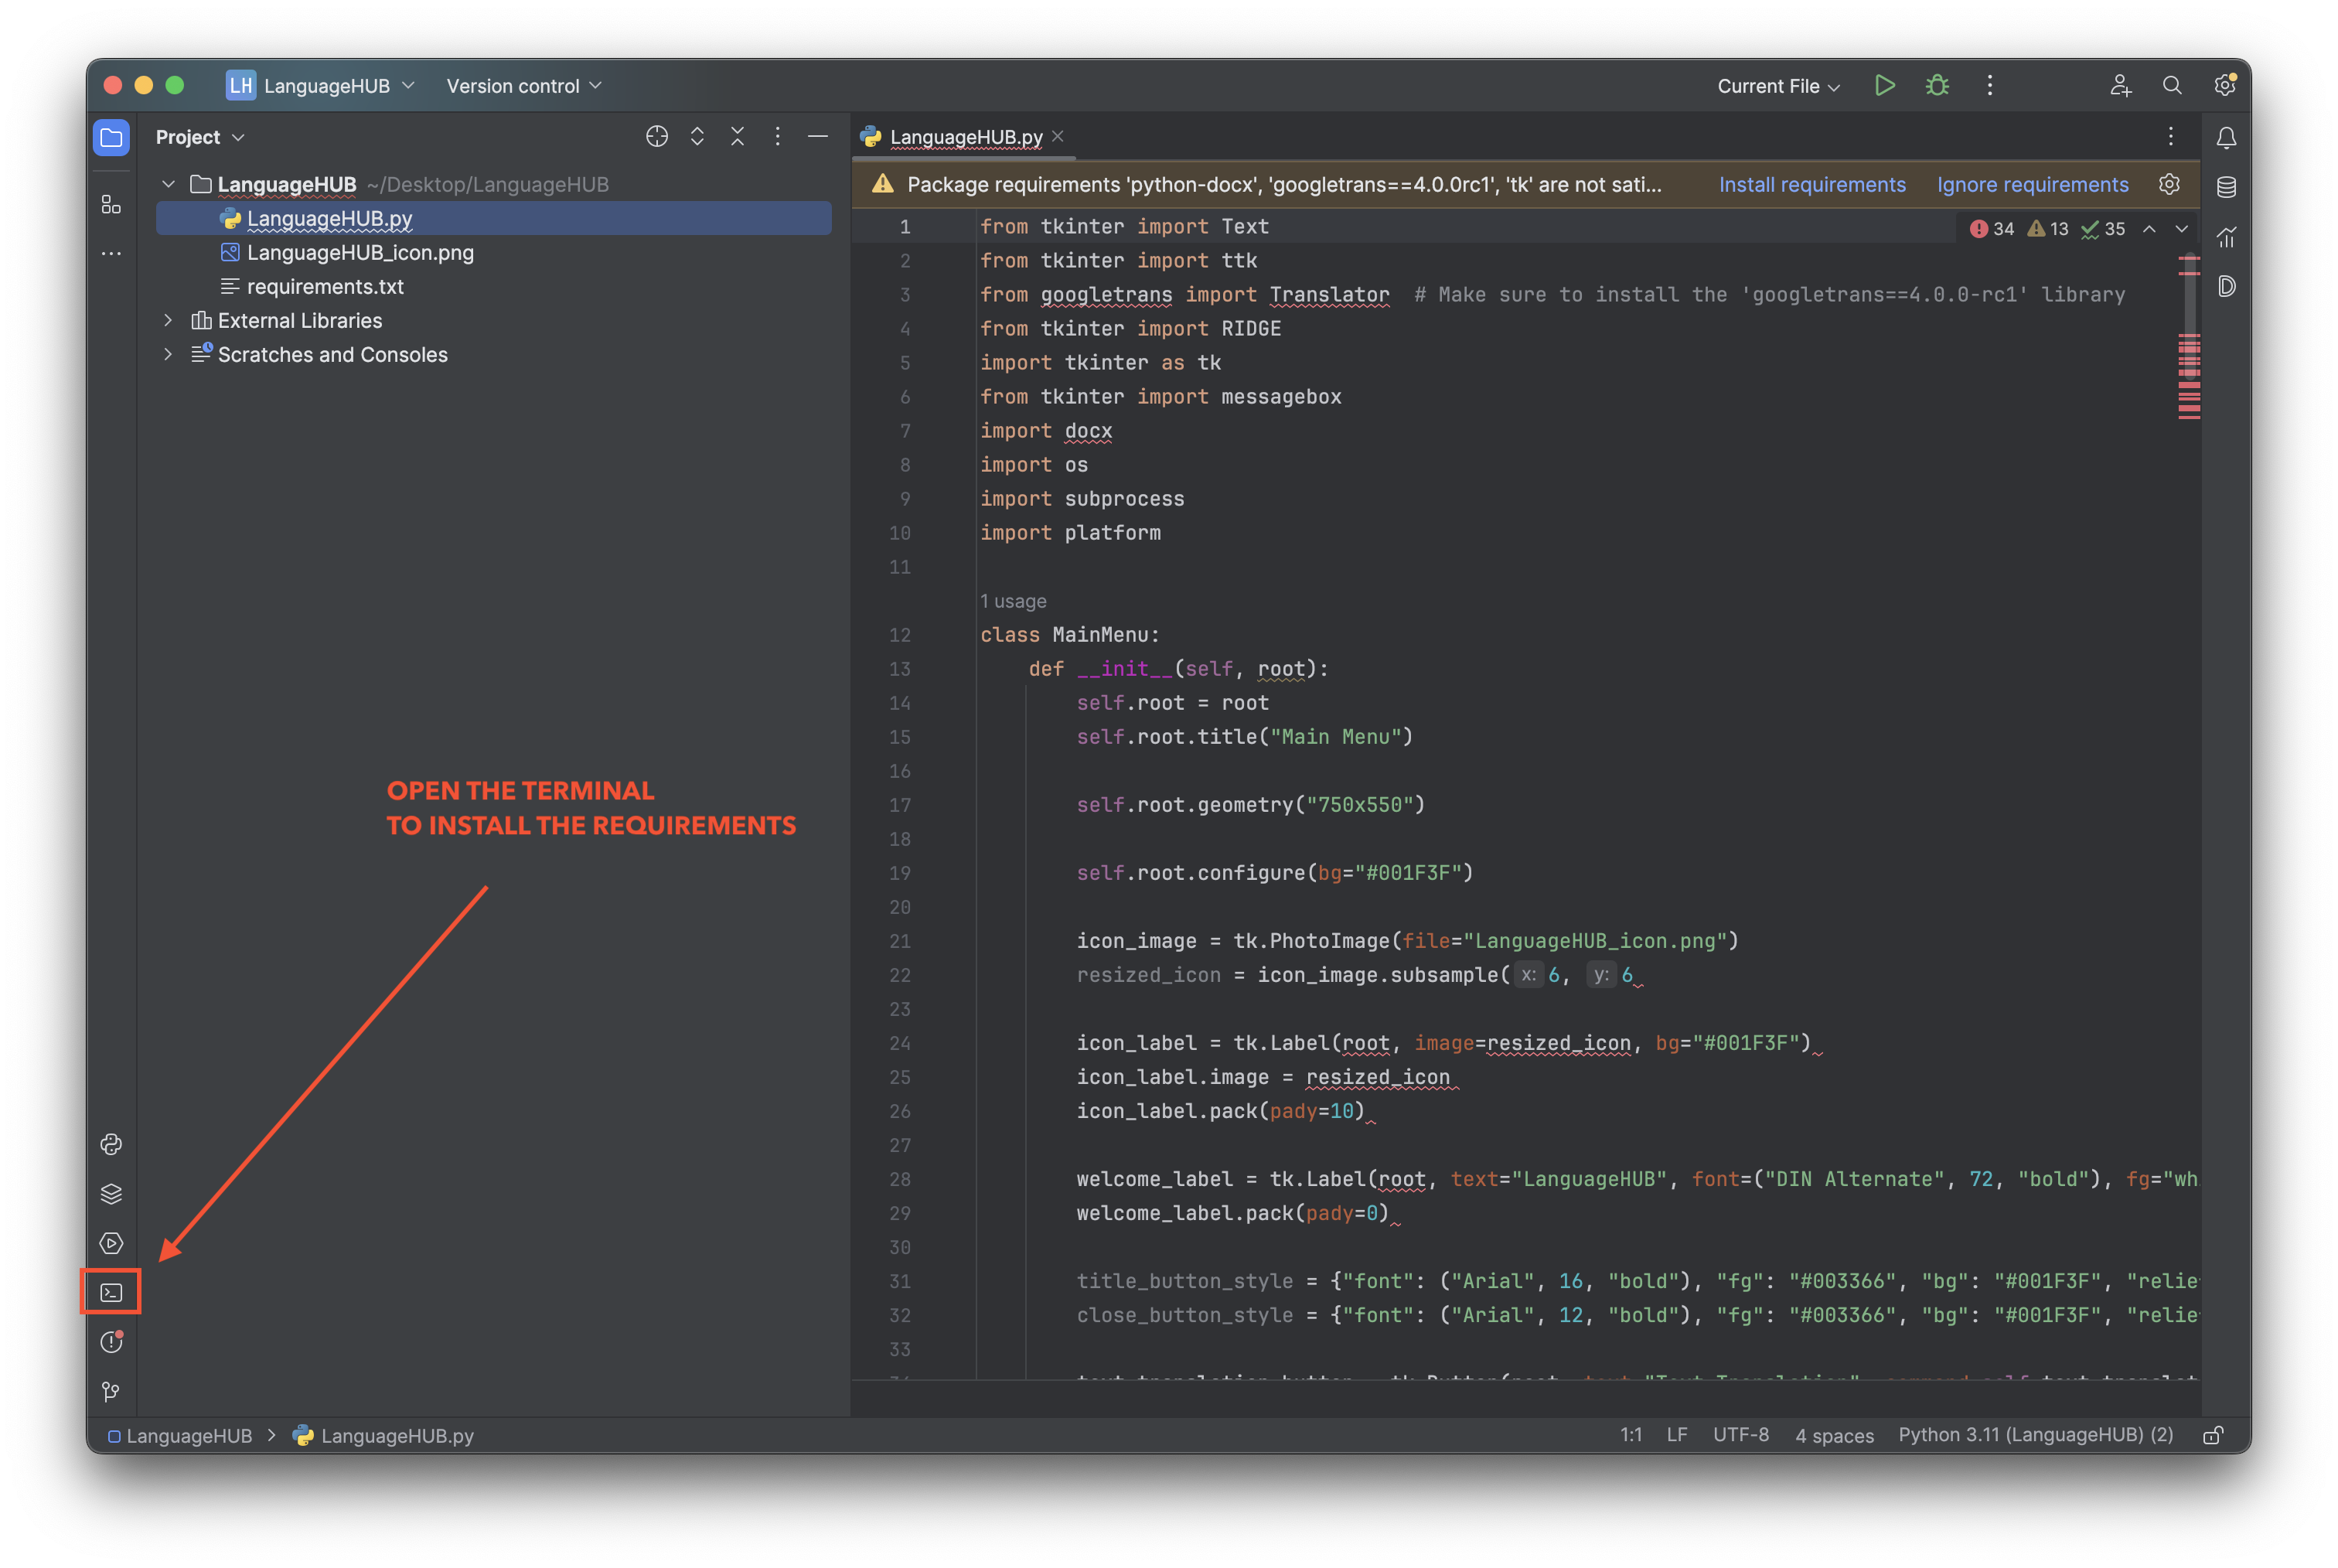 LH LanguageHUB Version control Current File
Project
LanguageHUB.py
LanguageHUB ~/Desktop/LanguageHUB
LanguageHUB.py
LanguageHUB_icon.png
requirements.txt
External Libraries
Scratches and Consoles
OPEN THE TERMINAL
TO INSTALL THE REQUIREMENTS
Package requirements 'python-docx', 'googletrans==4.0.0rc1', 'tk' are not sati... Install requirements Ignore requirements
34 13 35
1 from tkinter import Text
2 from tkinter import ttk
3 from googletrans import Translator # Make sure to install the 'googletrans==4.0.0-rc1' library
4 from tkinter import RIDGE
5 import tkinter as tk
6 from tkinter import messagebox
7 import docx
8 import os
9 import subprocess
10 import platform
11
1 usage
12 class MainMenu:
13 def __init__(self, root):
14 self.root = root
15 self.root.title("Main Menu")
16
17 self.root.geometry("750x550")
18
19 self.root.configure(bg="#001F3F")
20
21 icon_image = tk.PhotoImage(file="LanguageHUB_icon.png")
22 resized_icon = icon_image.subsample( x: 6, y: 6
23
24 icon_label = tk.Label(root, image=resized_icon, bg="#001F3F")
25 icon_label.image = resized_icon
26 icon_label.pack(pady=10)
27
28 welcome_label = tk.Label(root, text="LanguageHUB", font=("DIN Alternate", 72, "bold"), fg="wh
29 welcome_label.pack(pady=0)
30
31 title_button_style = {"font": ("Arial", 16, "bold"), "fg": "#003366", "bg": "#001F3F", "relie
32 close_button_style = {"font": ("Arial", 12, "bold"), "fg": "#003366", "bg": "#001F3F", "relie
33
LanguageHUB > LanguageHUB.py
1:1 LF UTF-8 4 spaces Python 3.11 (LanguageHUB) (2)